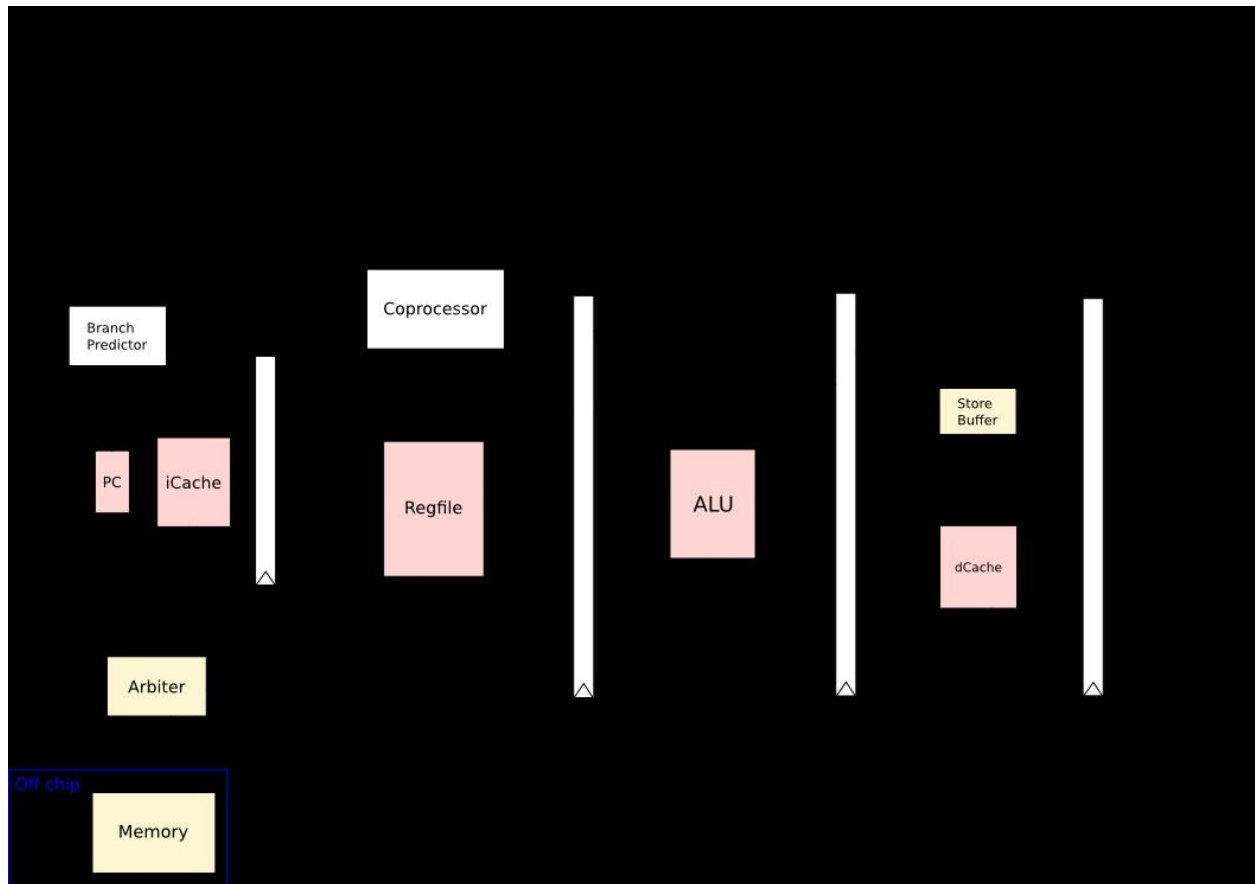 Coprocessor
Branch
Predictor
Store
Buffer
PC
iCache
Regfile
ALU
dCache
Arbiter
Off chip
Memory